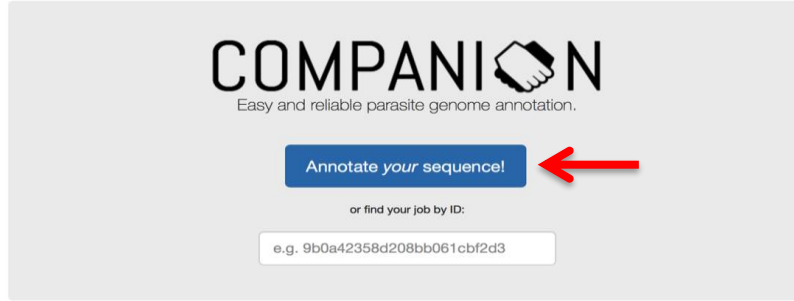 COMPANION
Easy and reliable parasite genome annotation.
Annotate your sequence!
or find your job by ID:
e.g. 9b0a42358d208bb061cbf2d3